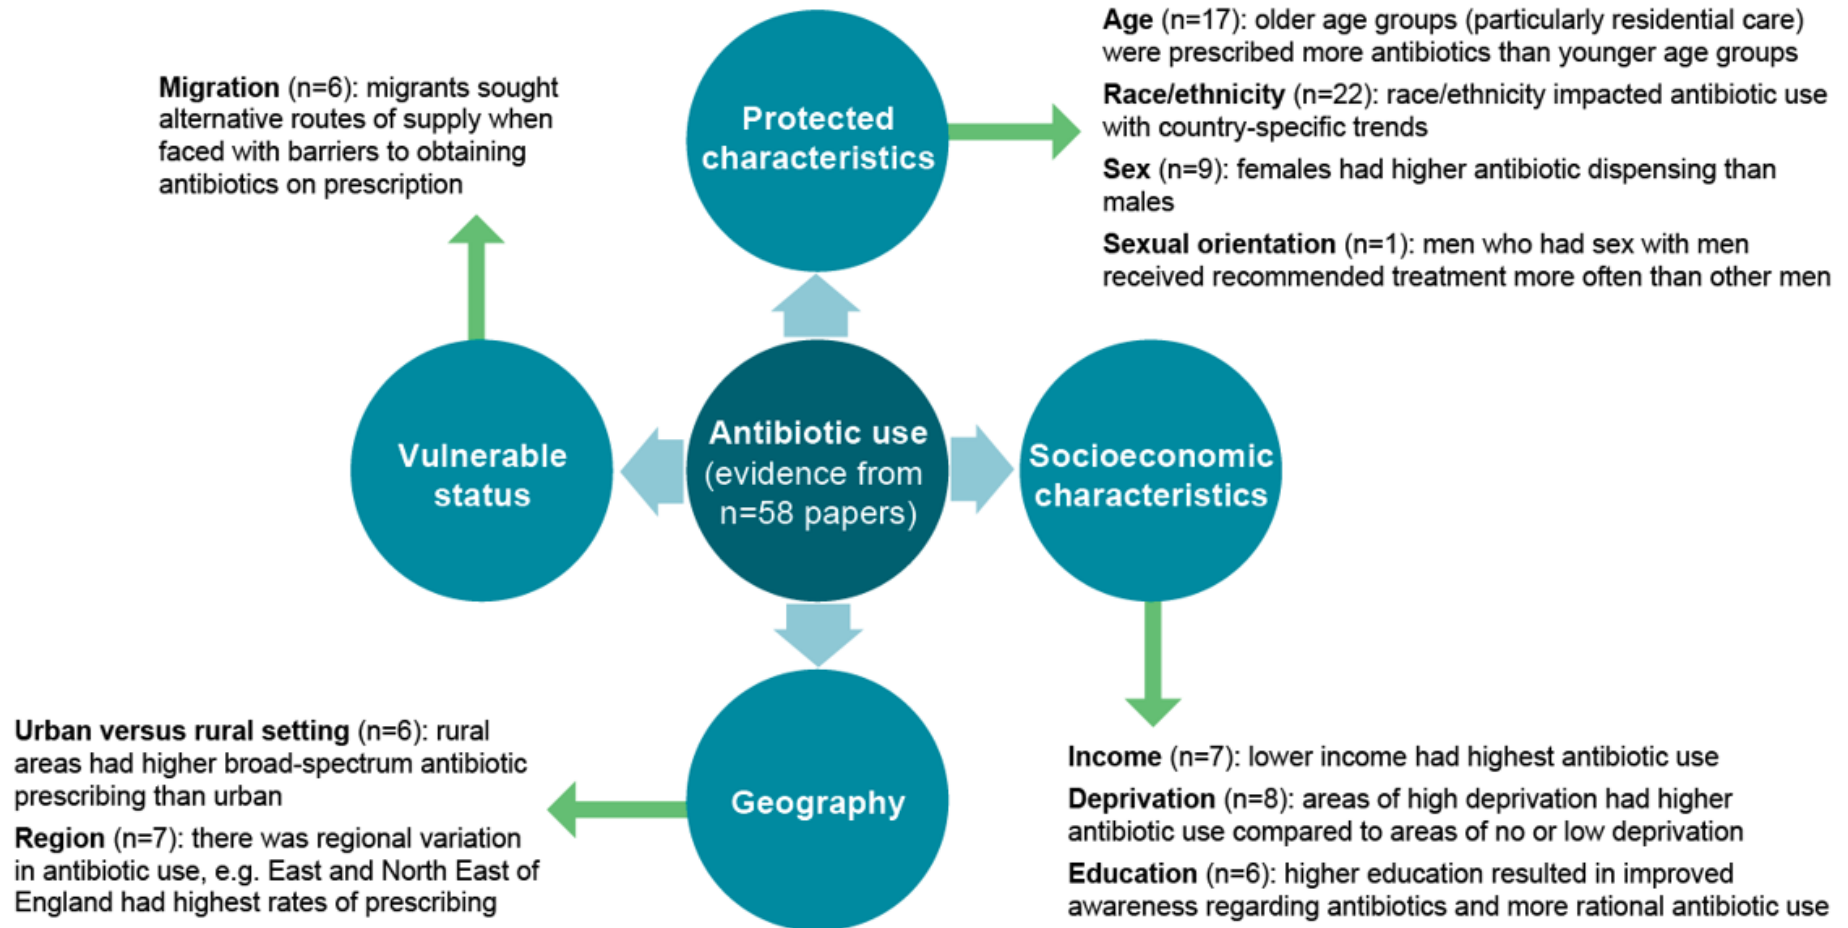 Protected
characteristics
Age (n=17): older age groups (particularly residential care)
were prescribed more antibiotics than younger age groups
Race/ethnicity (n=22): race/ethnicity impacted antibiotic use
with country-specific trends
Sex (n=9): females had higher antibiotic dispensing than
males
Sexual orientation (n=1): men who had sex with men
received recommended treatment more often than other men
Migration (n=6): migrants sought
alternative routes of supply when
faced with barriers to obtaining
antibiotics on prescription
Vulnerable
status
Antibiotic use
(evidence from
n=58 papers)
Socioeconomic
characteristics
Geography
Urban versus rural setting (n=6): rural
areas had higher broad-spectrum antibiotic
prescribing than urban
Region (n=7): there was regional variation
in antibiotic use, e.g. East and North East of
England had highest rates of prescribing
Income (n=7): lower income had highest antibiotic use
Deprivation (n=8): areas of high deprivation had higher
antibiotic use compared to areas of no or low deprivation
Education (n=6): higher education resulted in improved
awareness regarding antibiotics and more rational antibiotic use